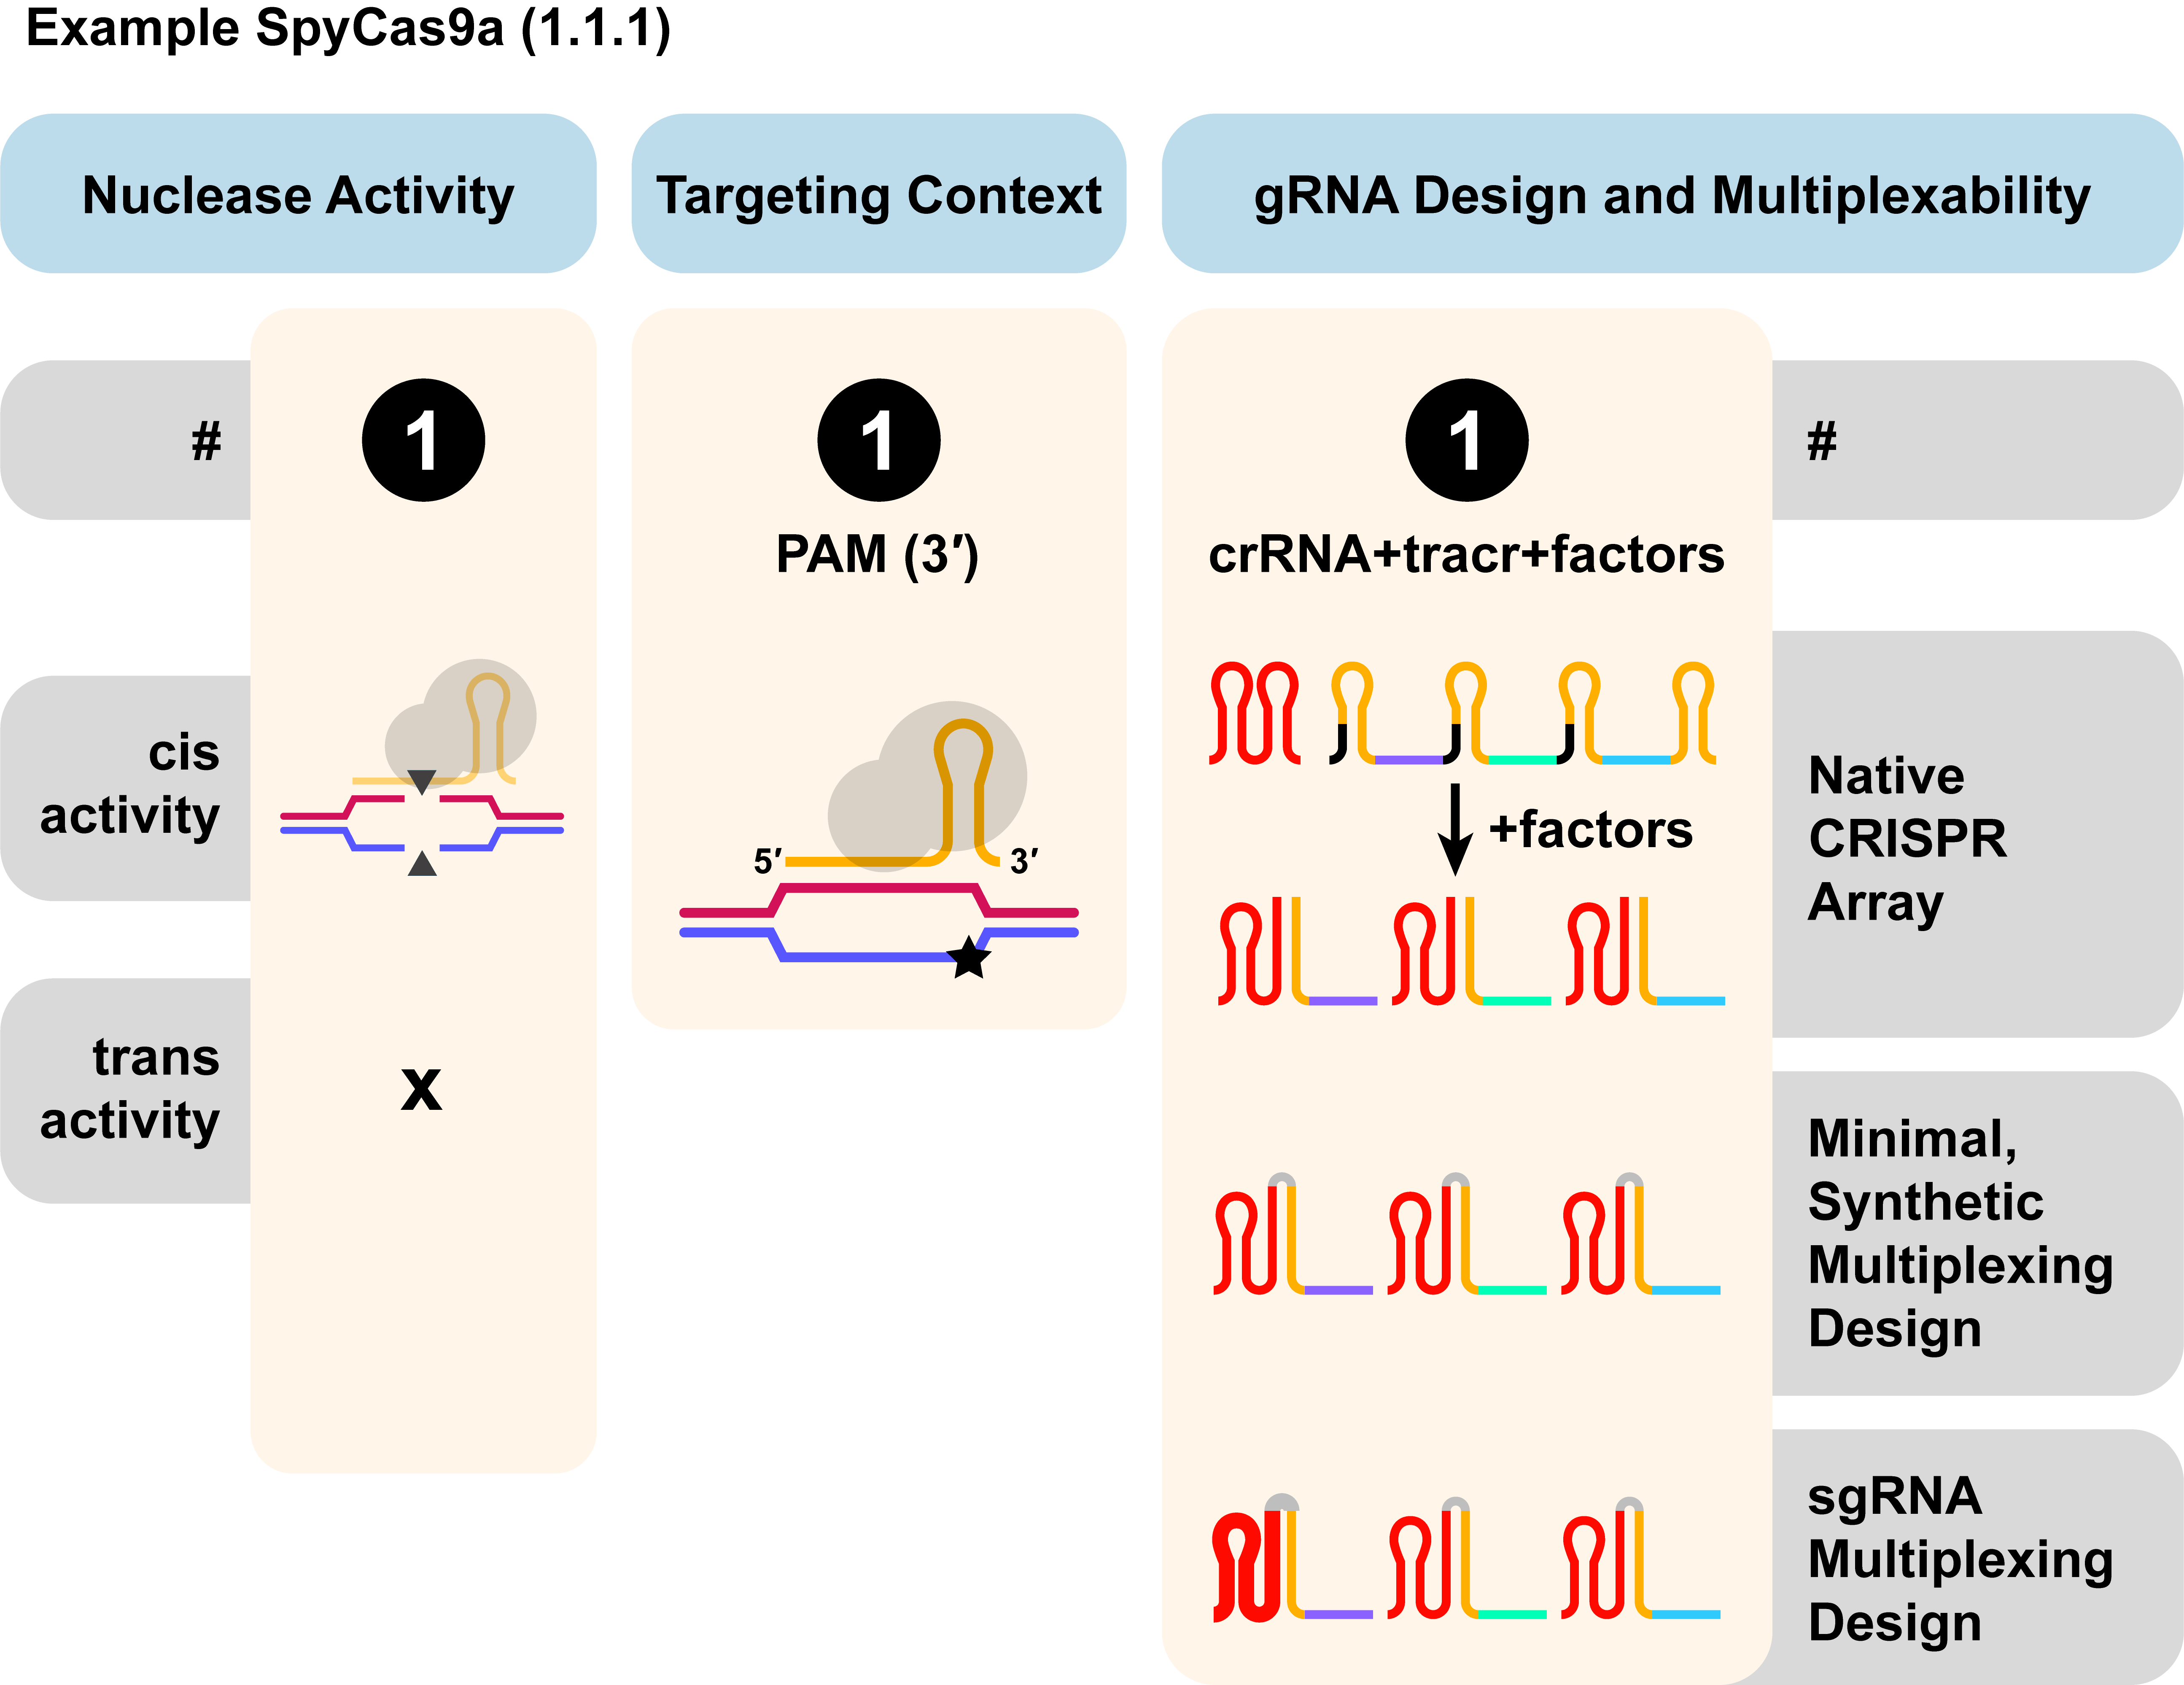 Example SpyCas9a (1.1.1)
Nuclease Activity
Targeting Context
gRNA Design and Multiplexability
#
1
1
1
#
PAM (3′)
crRNA+tracr+factors
cis
activity
5′
3′
+factors
Native
CRISPR
Array
trans
activity
x
Minimal,
Synthetic
Multiplexing
Design
sgRNA
Multiplexing
Design